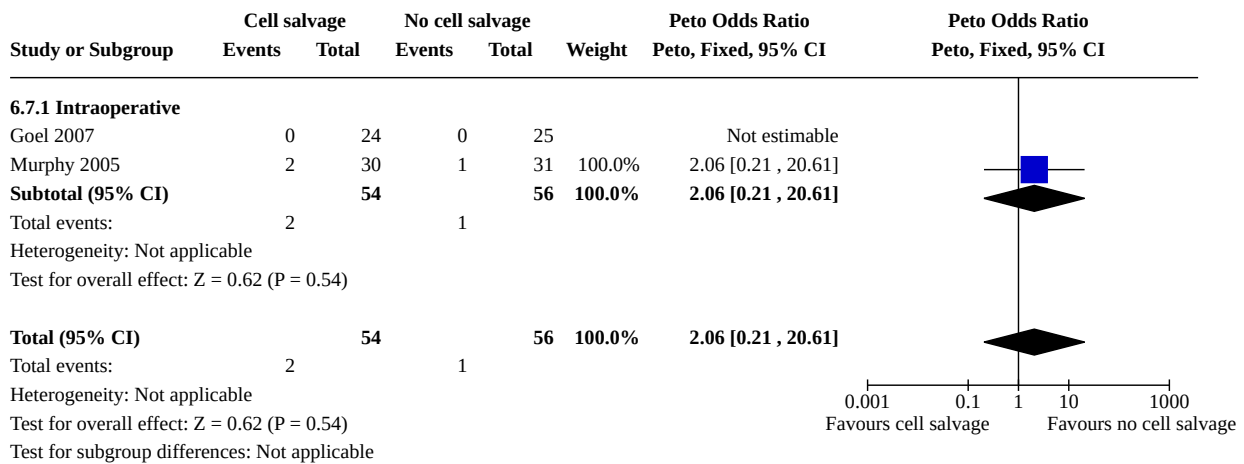 Cell salvage No cell salvage Peto Odds Ratio Peto Odds Ratio
Study or Subgroup Events Total Events Total Weight Peto, Fixed, 95% CI Peto, Fixed, 95% CI
6.7.1 Intraoperative
Goel 2007 0 24 0 25 Not estimable
Murphy 2005 2 30 1 31 100.0% 2.06 [0.21 , 20.61]
Subtotal (95% CI) 54 56 100.0% 2.06 [0.21 , 20.61]
Total events: 2 1
Heterogeneity: Not applicable
Test for overall effect: Z = 0.62 (P = 0.54)
Total (95% CI) 54 56 100.0% 2.06 [0.21 , 20.61]
Total events: 2 1
Heterogeneity: Not applicable
0.001 0.1 1 10 1000
Test for overall effect: Z = 0.62 (P = 0.54) Favours cell salvage Favours no cell salvage
Test for subgroup differences: Not applicable